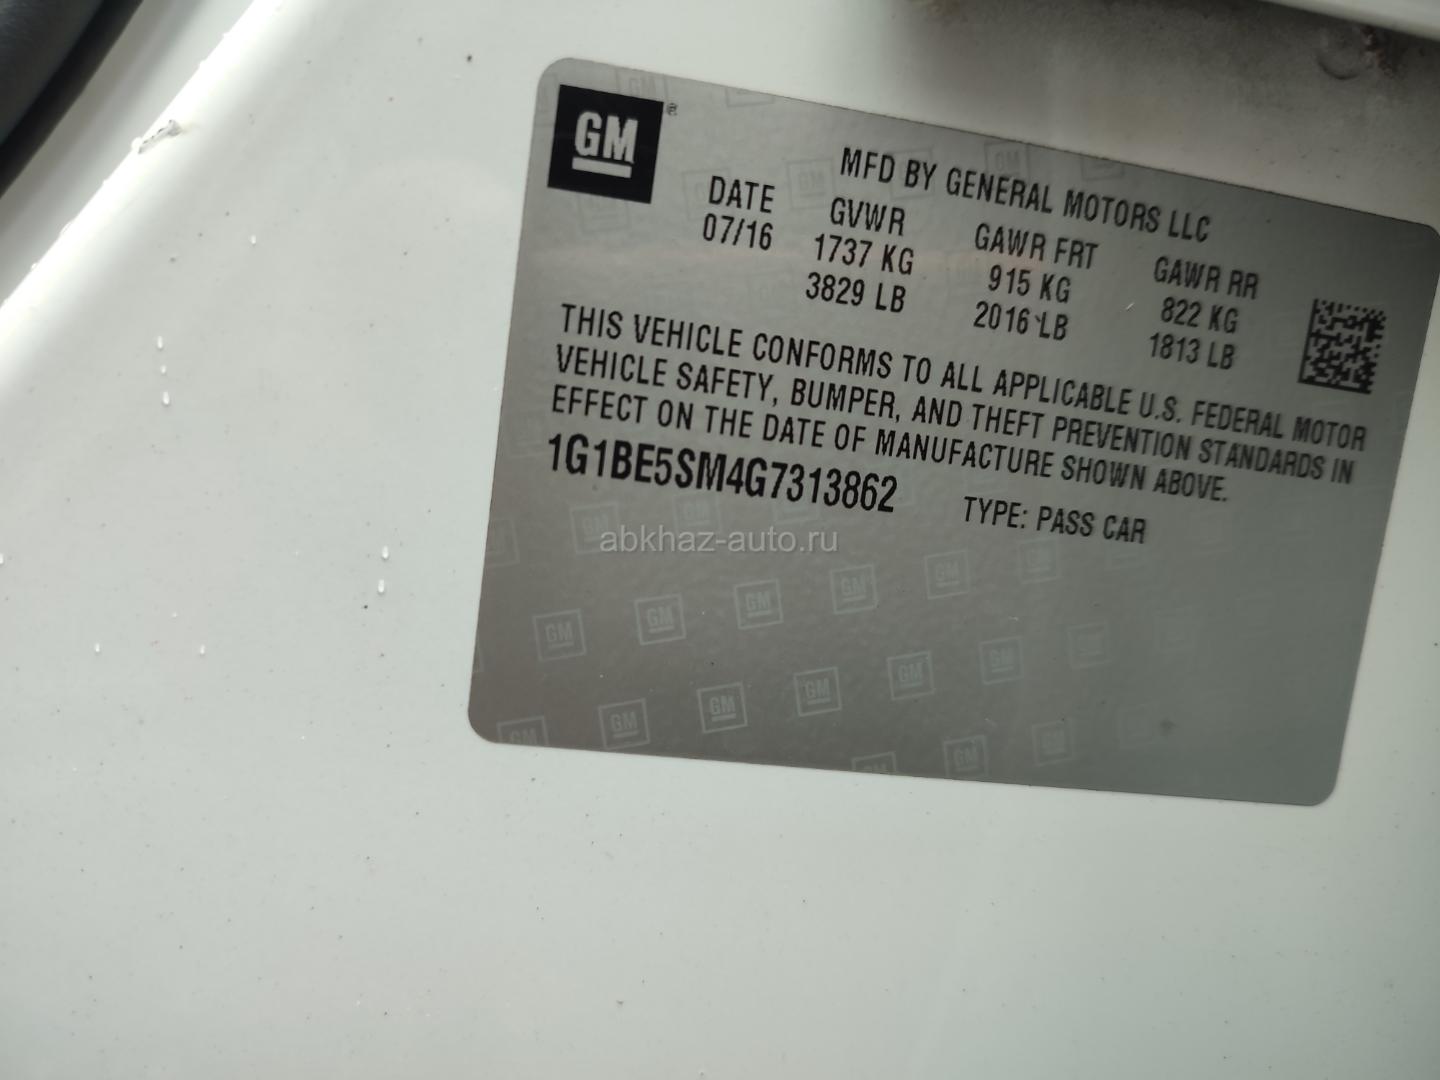 GM®
MFD BY GENERAL MOTORS LLC
DATE GVWR GAWR FRT GAWR RR
07/16 1737 KG 915 KG 822 KG
3829 LB 2016 LB 1813 LB
THIS VEHICLE CONFORMS TO ALL APPLICABLE U.S. FEDERAL MOTOR
VEHICLE SAFETY, BUMPER, AND THEFT PREVENTION STANDARDS IN
EFFECT ON THE DATE OF MANUFACTURE SHOWN ABOVE.
1G1BE5SM4G7313862 TYPE: PASS CAR
abkhaz-auto.ru